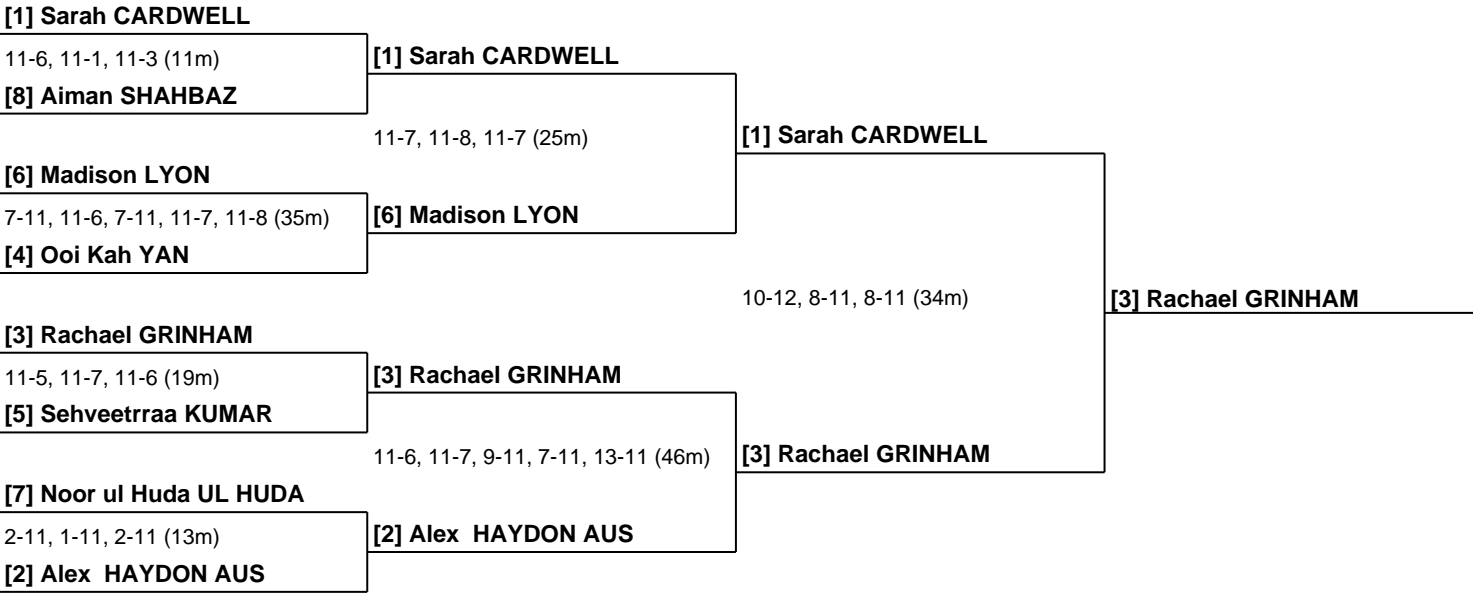 [1] Sarah CARDWELL
11-6, 11-1, 11-3 (11m)
[8] Aiman SHAHBAZ
[6] Madison LYON
7-11, 11-6, 7-11, 11-7, 11-8 (35m)
[4] Ooi Kah YAN
[3] Rachael GRINHAM
11-5, 11-7, 11-6 (19m)
[5] Sehveetrraa KUMAR
[7] Noor ul Huda UL HUDA
2-11, 1-11, 2-11 (13m)
[2] Alex  HAYDON AUS
[1] Sarah CARDWELL
11-7, 11-8, 11-7 (25m)
[6] Madison LYON
[3] Rachael GRINHAM
11-6, 11-7, 9-11, 7-11, 13-11 (46m)
[2] Alex  HAYDON AUS
[1] Sarah CARDWELL
10-12, 8-11, 8-11 (34m)
[3] Rachael GRINHAM
[3] Rachael GRINHAM